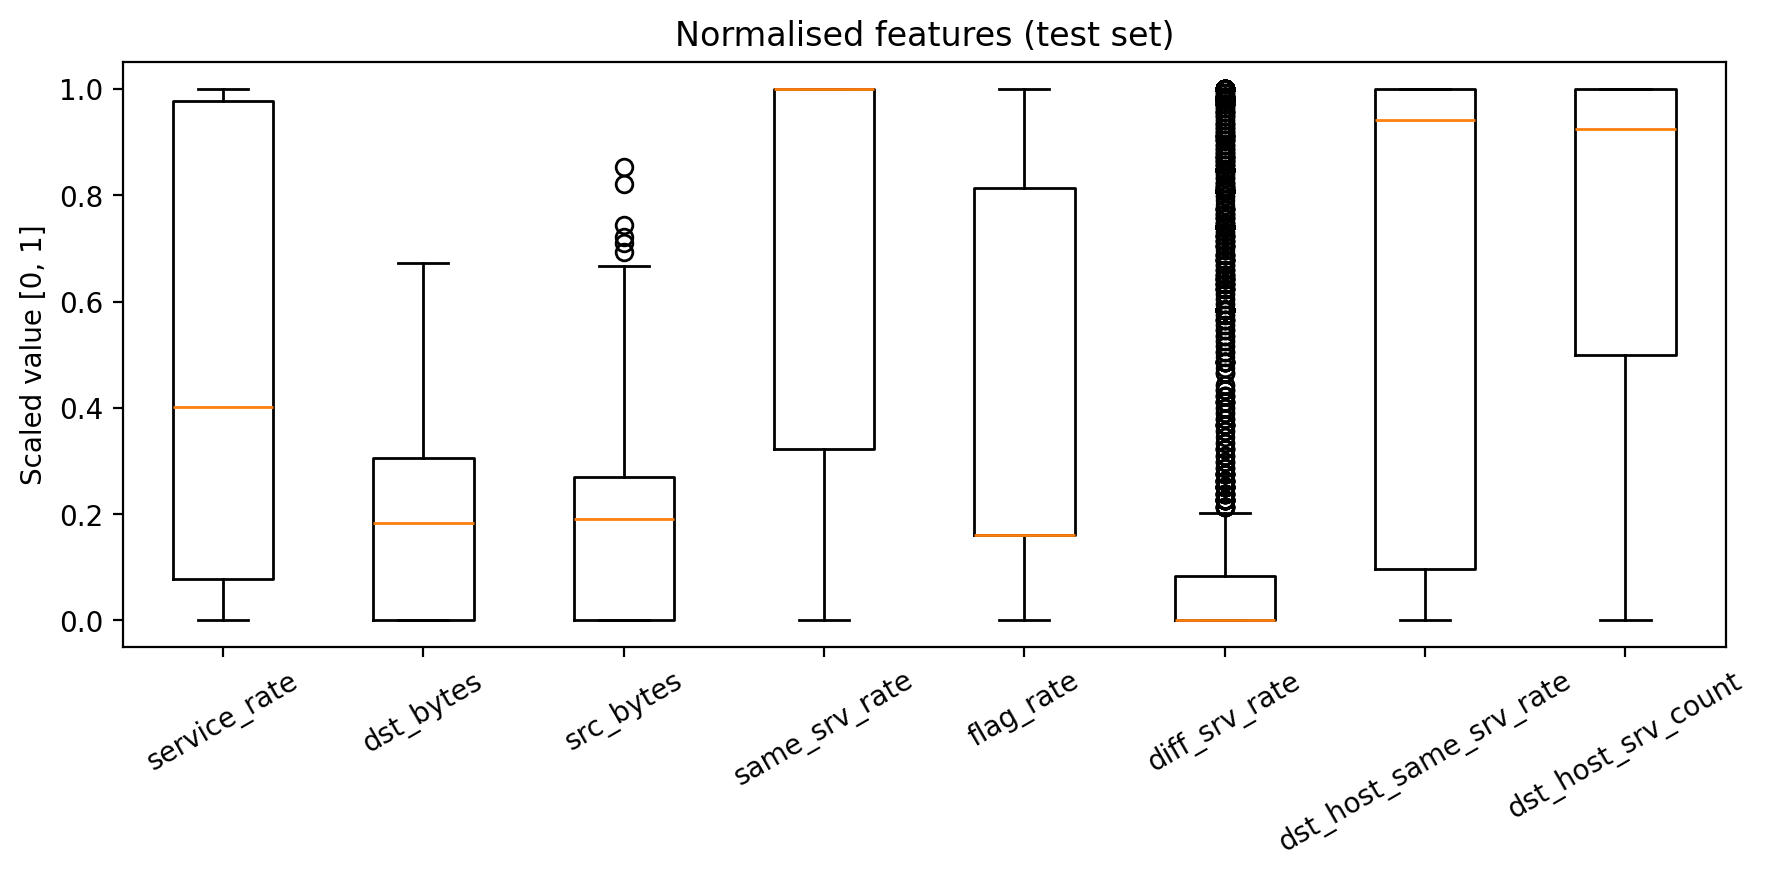 Normalised features (test set)
Scaled value [0, 1]
1.0
0.8
0.6
0.4
0.2
0.0
service_rate
dst_bytes
src_bytes
same_srv_rate
flag_rate
diff_srv_rate
dst_host_same_srv_rate
dst_host_srv_count